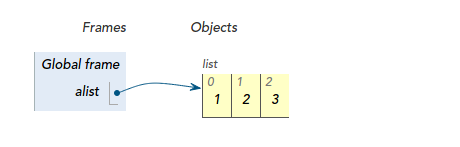 Frames Objects
Global frame
alist
list
0 1 2
1 2 3